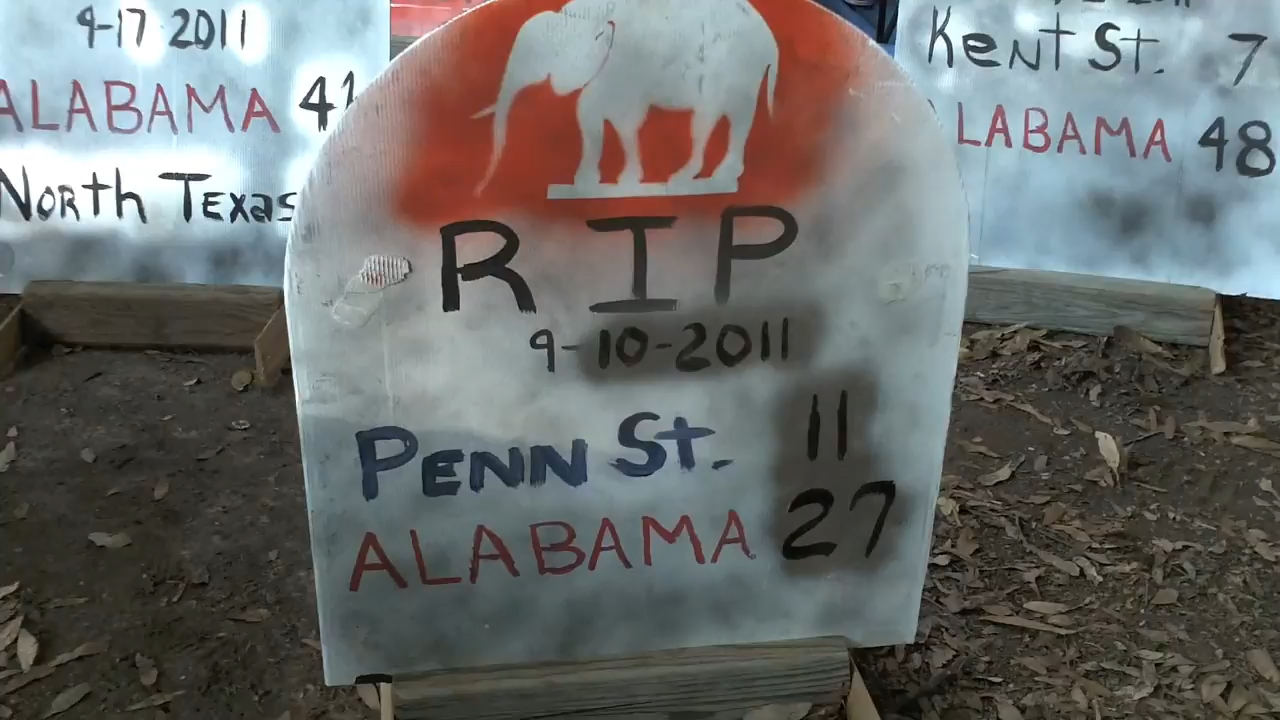 9-17 2011
ALABAMA 41
North Texas
RIP
9-10-2011
PENN St. 11
ALABAMA 27
Kent St. 7
LABAMA 48